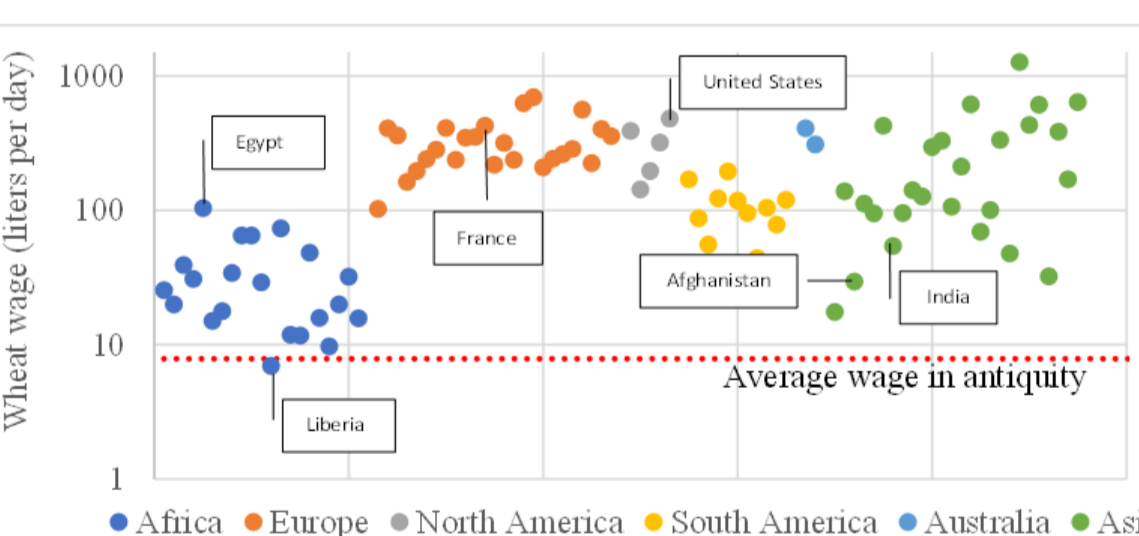 Wheat wage (liters per day)
1000
100
10
1
Egypt
United States
France
Afghanistan
India
Liberia
Average wage in antiquity
Africa Europe North America South America Australia